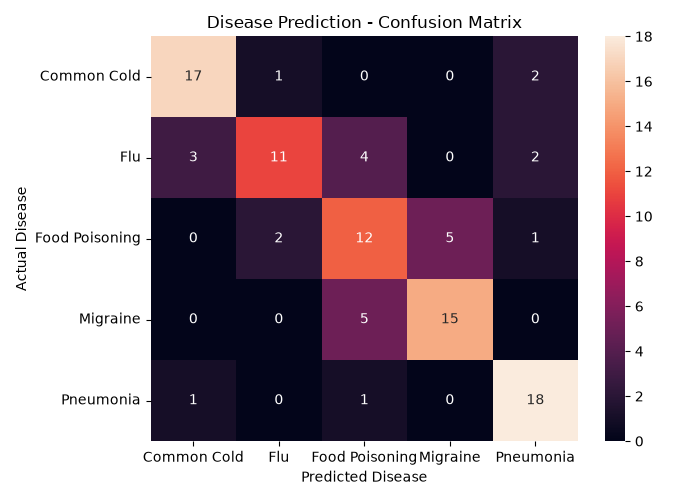 Disease Prediction - Confusion Matrix
Common Cold 17 1 0 0 2
Flu 3 11 4 0 2
Food Poisoning 0 2 12 5 1
Migraine 0 0 5 15 0
Pneumonia 1 0 1 0 18
Common Cold Flu Food Poisoning Migraine Pneumonia
Predicted Disease
Actual Disease
18
16
14
12
10
8
6
4
2
0